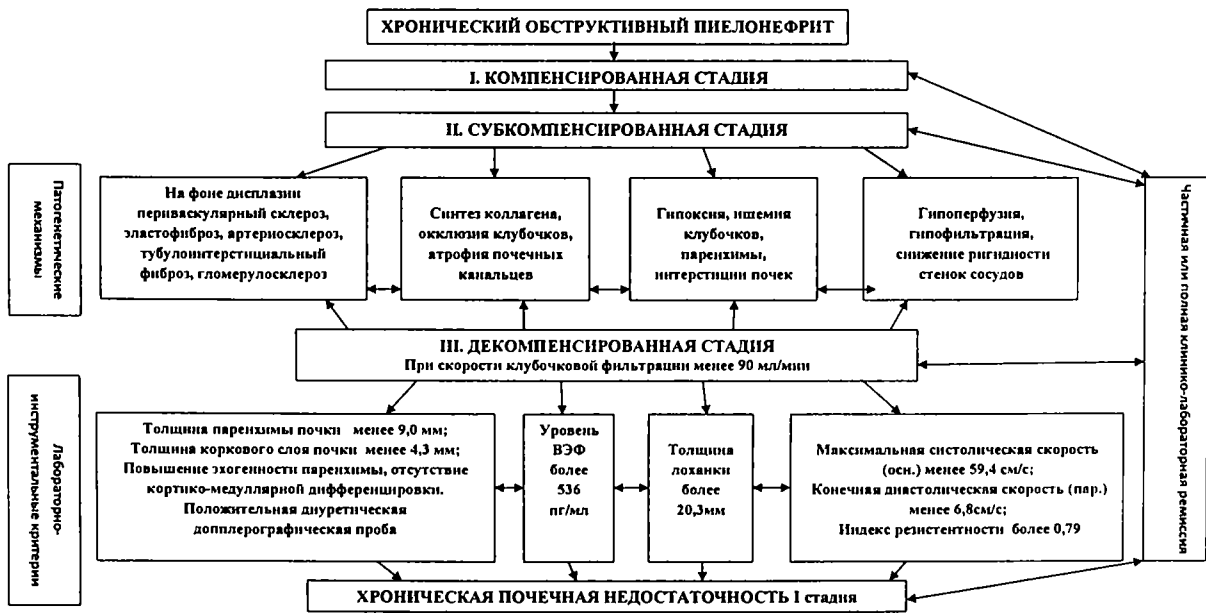 ХРОНИЧЕСКИЙ ОБСТРУКТИВНЫЙ ПИЕЛОНЕФРИТ
I. КОМПЕНСИРОВАННАЯ СТАДИЯ
II. СУБКОМПЕНСИРОВАННАЯ СТАДИЯ
Патогенетические
механизмы
На фоне дисплазии
периваскулярный склероз,
эластофиброз, артериосклероз,
тубулоинтерстициальный
фиброз, гломерулосклероз
Синтез коллагена,
окклюзия клубочков,
атрофия почечных
канальцев
Гипоксия, ишемия
клубочков,
паренхимы,
интерстиции почек
Гипоперфузия,
гипофильтрация,
снижение ригидности
стенок сосудов
Частичная или полная клинико-лабораторная ремиссия
III. ДЕКОМПЕНСИРОВАННАЯ СТАДИЯ
При скорости клубочковой фильтрации менее 90 мл/мин
Лабораторно-
инструментальные критерии
Толщина паренхимы почки менее 9,0 мм;
Толщина коркового слоя почки менее 4,3 мм;
Повышение эхогенности паренхимы, отсутствие
кортико-медуллярной дифференцировки.
Положительная диуретическая
допплерографическая проба
Уровень
ВЭФ
более
536
пг/мл
Толщина
лоханки
более
20,3мм
Максимальная систолическая скорость
(осн.) менее 59,4 см/с;
Конечная диастолическая скорость (пар.)
менее 6,8см/с;
Индекс резистентности более 0,79
ХРОНИЧЕСКАЯ ПОЧЕЧНАЯ НЕДОСТАТОЧНОСТЬ I стадия